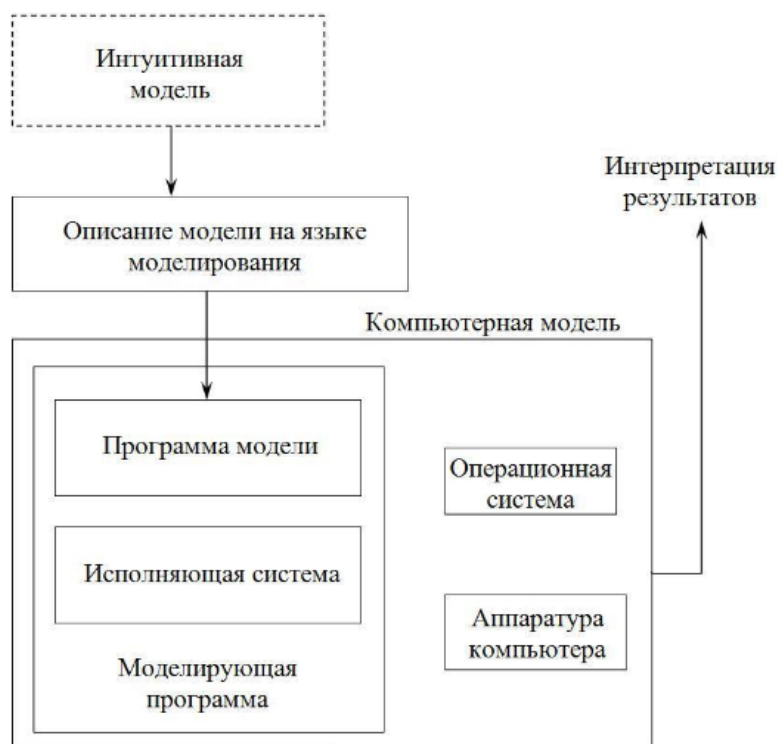 Интуитивная
модель
Интерпретация
результатов
Описание модели на языке
моделирования
Компьютерная модель
Программа модели
Операционная
система
Исполняющая система
Аппаратура
компьютера
Моделирующая
программа